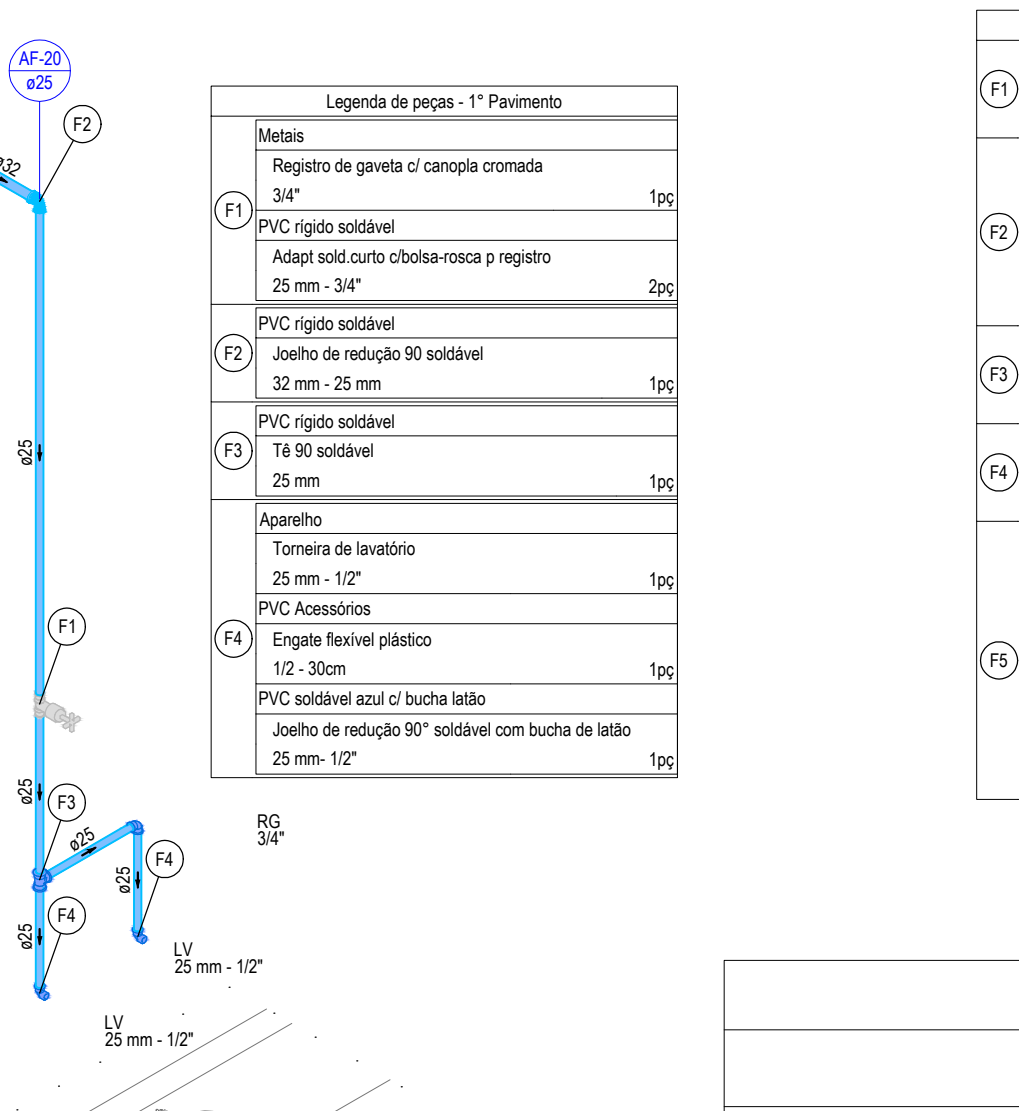 AF-20
ø25
F2
ø32
ø25
F1
ø25
F3
ø25
ø25
F4
ø25
F4
Legenda de peças - 1° Pavimento
F1
Metais
Registro de gaveta c/ canopla cromada
3/4" 1pç
PVC rígido soldável
Adapt sold.curto c/bolsa-rosca p registro
25 mm - 3/4" 2pç
F2
PVC rígido soldável
Joelho de redução 90 soldável
32 mm - 25 mm 1pç
F3
PVC rígido soldável
Tê 90 soldável
25 mm 1pç
F4
Aparelho
Torneira de lavatório
25 mm - 1/2" 1pç
PVC Acessórios
Engate flexível plástico
1/2 - 30cm 1pç
PVC soldável azul c/ bucha latão
Joelho de redução 90° soldável com bucha de latão
25 mm- 1/2" 1pç
RG
3/4"
LV
25 mm - 1/2"
LV
25 mm - 1/2"
F1
F2
F3
F4
F5